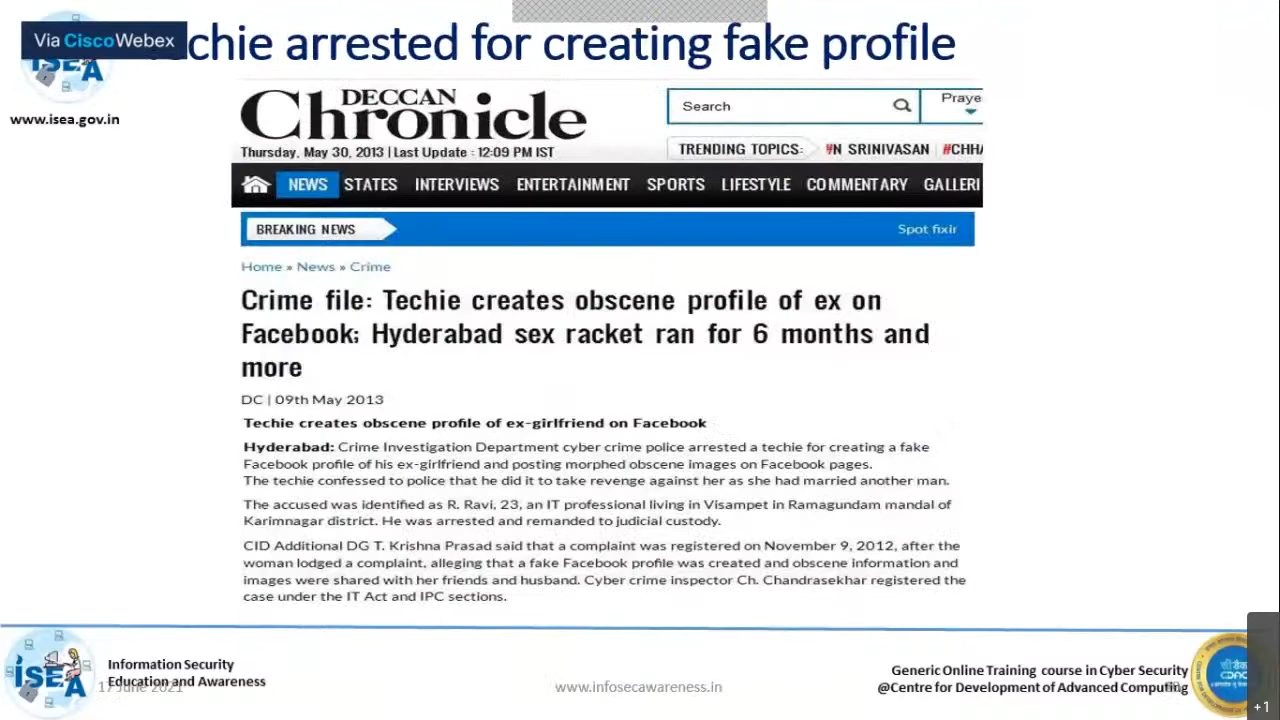 Via Cisco Webex
chie arrested for creating fake profile
ISEA
www.isea.gov.in
DECCAN
Chronicle
Thursday, May 30, 2013 | Last Update : 12:09 PM IST
Search
Praye
TRENDING TOPICS: #N SRINIVASAN #CHHA
NEWS STATES INTERVIEWS ENTERTAINMENT SPORTS LIFESTYLE COMMENTARY GALLERI
BREAKING NEWS
Spot fixir
Home » News » Crime
Crime file: Techie creates obscene profile of ex on
Facebook; Hyderabad sex racket ran for 6 months and
more
DC | 09th May 2013
Techie creates obscene profile of ex-girlfriend on Facebook
Hyderabad: Crime Investigation Department cyber crime police arrested a techie for creating a fake
Facebook profile of his ex-girlfriend and posting morphed obscene images on Facebook pages.
The techie confessed to police that he did it to take revenge against her as she had married another man.
The accused was identified as R. Ravi, 23, an IT professional living in Visampet in Ramagundam mandal of
Karimnagar district. He was arrested and remanded to judicial custody.
CID Additional DG T. Krishna Prasad said that a complaint was registered on November 9, 2012, after the
woman lodged a complaint, alleging that a fake Facebook profile was created and obscene information and
images were shared with her friends and husband. Cyber crime inspector Ch. Chandrasekhar registered the
case under the IT Act and IPC sections.
ISEA
Information Security
Education and Awareness
17 June 2021
www.infosecawareness.in
Generic Online Training course in Cyber Security
@Centre for Development of Advanced Computing
सी डैक
CDAC
+1